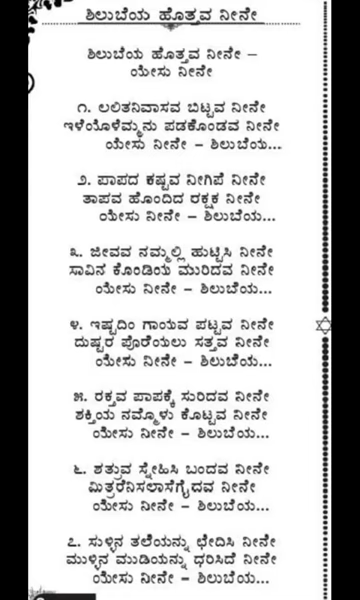 ಶಿಲುಬೆಯ ಹೊತ್ತವ ನೀನೇ
ಶಿಲುಬೆಯ ಹೊತ್ತವ ನೀನೇ –
ಯೇಸು ನೀನೇ
೧. ಲಲಿತನಿವಾಸವ ಬಿಟ್ಟವ ನೀನೇ
ಇಳೆಯೊಳೆಮ್ಮನು ಪಡಕೊಂಡವ ನೀನೇ
ಯೇಸು ನೀನೇ – ಶಿಲುಬೆಯ...
೨. ಪಾಪದ ಕಷ್ಟವ ನೀಗಿಪೆ ನೀನೇ
ತಾಪವ ಹೊಂದಿದ ರಕ್ಷಕ ನೀನೇ
ಯೇಸು ನೀನೇ – ಶಿಲುಬೆಯ...
೩. ಜೀವವ ನಮ್ಮಲ್ಲಿ ಹುಟ್ಟಿಸಿ ನೀನೇ
ಸಾವಿನ ಕೊಂಡಿಯ ಮುರಿದವ ನೀನೇ
ಯೇಸು ನೀನೇ – ಶಿಲುಬೆಯ...
೪. ಇಷ್ಟದಿಂ ಗಾಯವ ಪಟ್ಟವ ನೀನೇ
ದುಷ್ಟರ ಪೊರೆಯಲು ಸತ್ತವ ನೀನೇ
ಯೇಸು ನೀನೇ – ಶಿಲುಬೆಯ...
೫. ರಕ್ತವ ಪಾಪಕ್ಕೆ ಸುರಿದವ ನೀನೇ
ಶಕ್ತಿಯ ನಮ್ಮೊಳು ಕೊಟ್ಟವ ನೀನೇ
ಯೇಸು ನೀನೇ – ಶಿಲುಬೆಯ...
೬. ಶತ್ರುವ ಸ್ನೇಹಿಸಿ ಬಂದವ ನೀನೇ
ಮಿತ್ರರೆನಿಸಲಾಸೆಗೈದವ ನೀನೇ
ಯೇಸು ನೀನೇ – ಶಿಲುಬೆಯ...
೭. ಸುಳ್ಳಿನ ತಲೆಯನ್ನು ಛೇದಿಸಿ ನೀನೇ
ಮುಳ್ಳಿನ ಮುಡಿಯನ್ನು ಧರಿಸಿದೆ ನೀನೇ
ಯೇಸು ನೀನೇ – ಶಿಲುಬೆಯ...